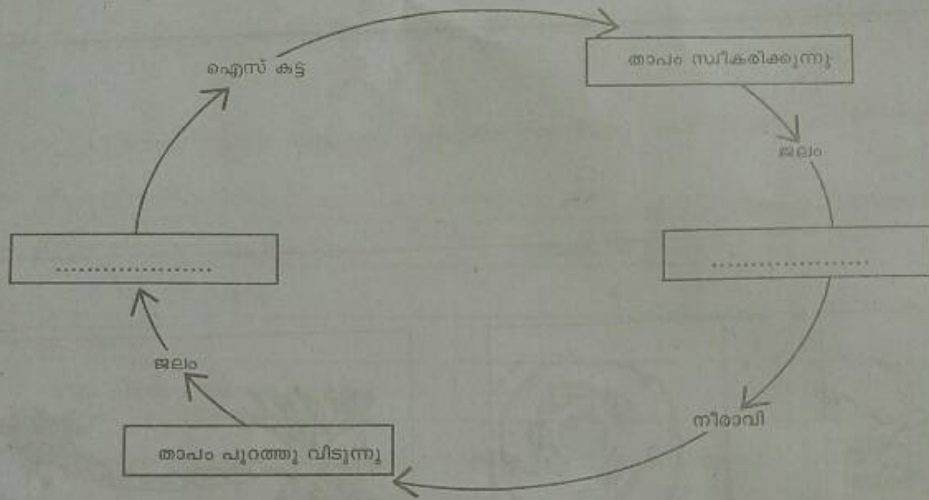 ഐസ് കട്ട
താപം സ്വീകരിക്കുന്നു
ജലം
...................
നീരാവി
താപം പുറത്തു വിടുന്നു
ജലം
...................